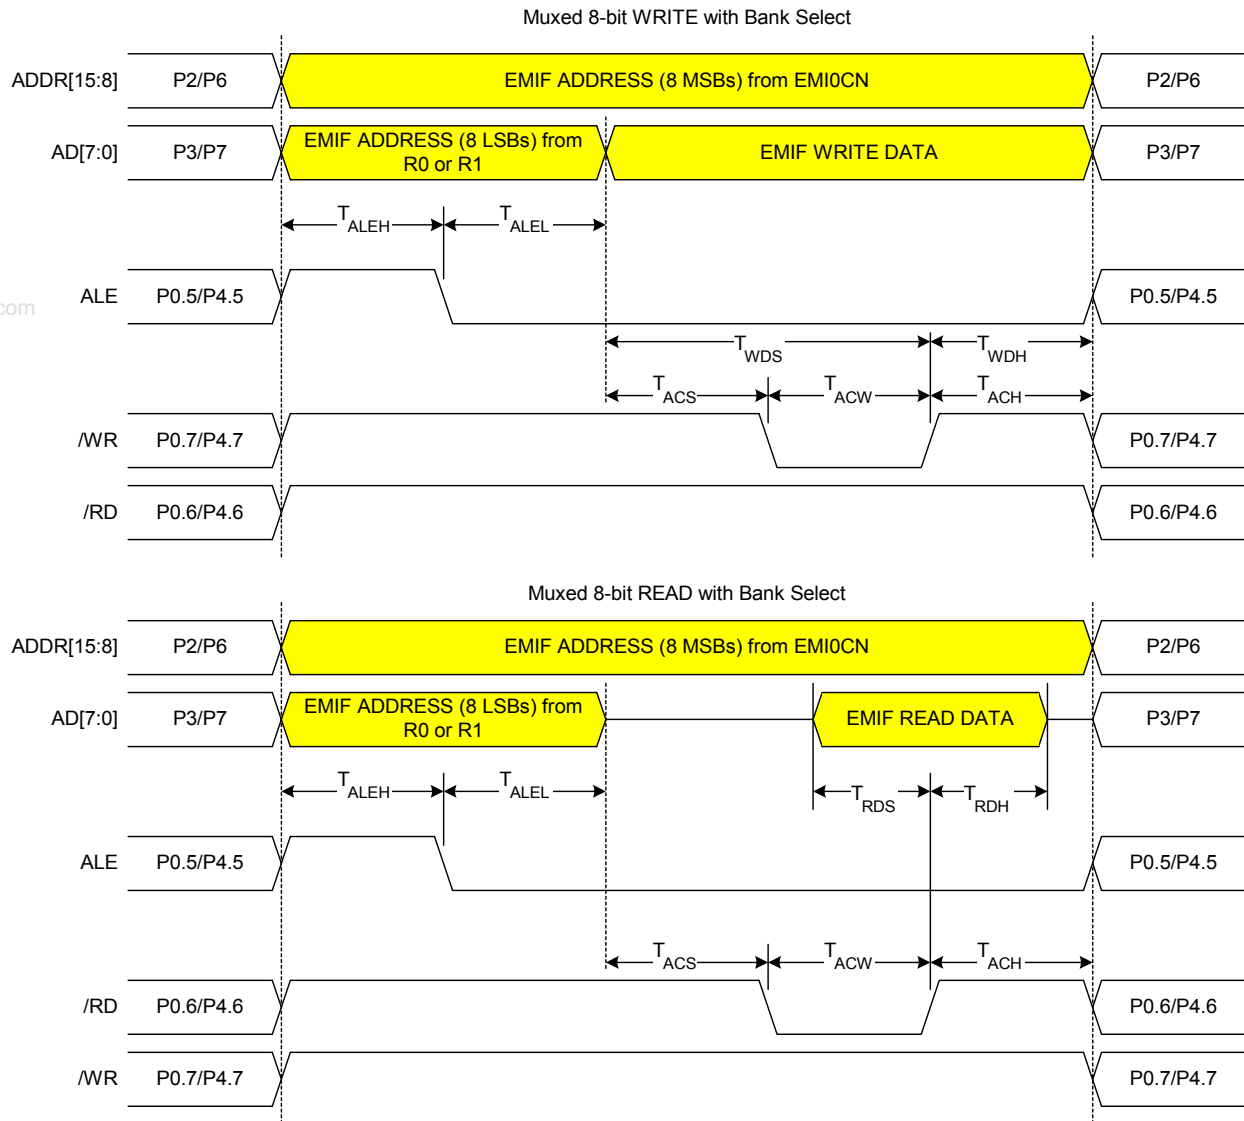 Muxed 8-bit WRITE with Bank Select
ADDR[15:8] P2/P6 EMIF ADDRESS (8 MSBs) from EMI0CN P2/P6
AD[7:0] P3/P7 EMIF ADDRESS (8 LSBs) from R0 or R1 EMIF WRITE DATA P3/P7
TALEH TALEL
ALE P0.5/P4.5 P0.5/P4.5
com
TWDS TWDH
TACS TACW TACH
/WR P0.7/P4.7 P0.7/P4.7
/RD P0.6/P4.6 P0.6/P4.6
Muxed 8-bit READ with Bank Select
ADDR[15:8] P2/P6 EMIF ADDRESS (8 MSBs) from EMI0CN P2/P6
AD[7:0] P3/P7 EMIF ADDRESS (8 LSBs) from R0 or R1 EMIF READ DATA P3/P7
TALEH TALEL TRDS TRDH
ALE P0.5/P4.5 P0.5/P4.5
TACS TACW TACH
/RD P0.6/P4.6 P0.6/P4.6
/WR P0.7/P4.7 P0.7/P4.7